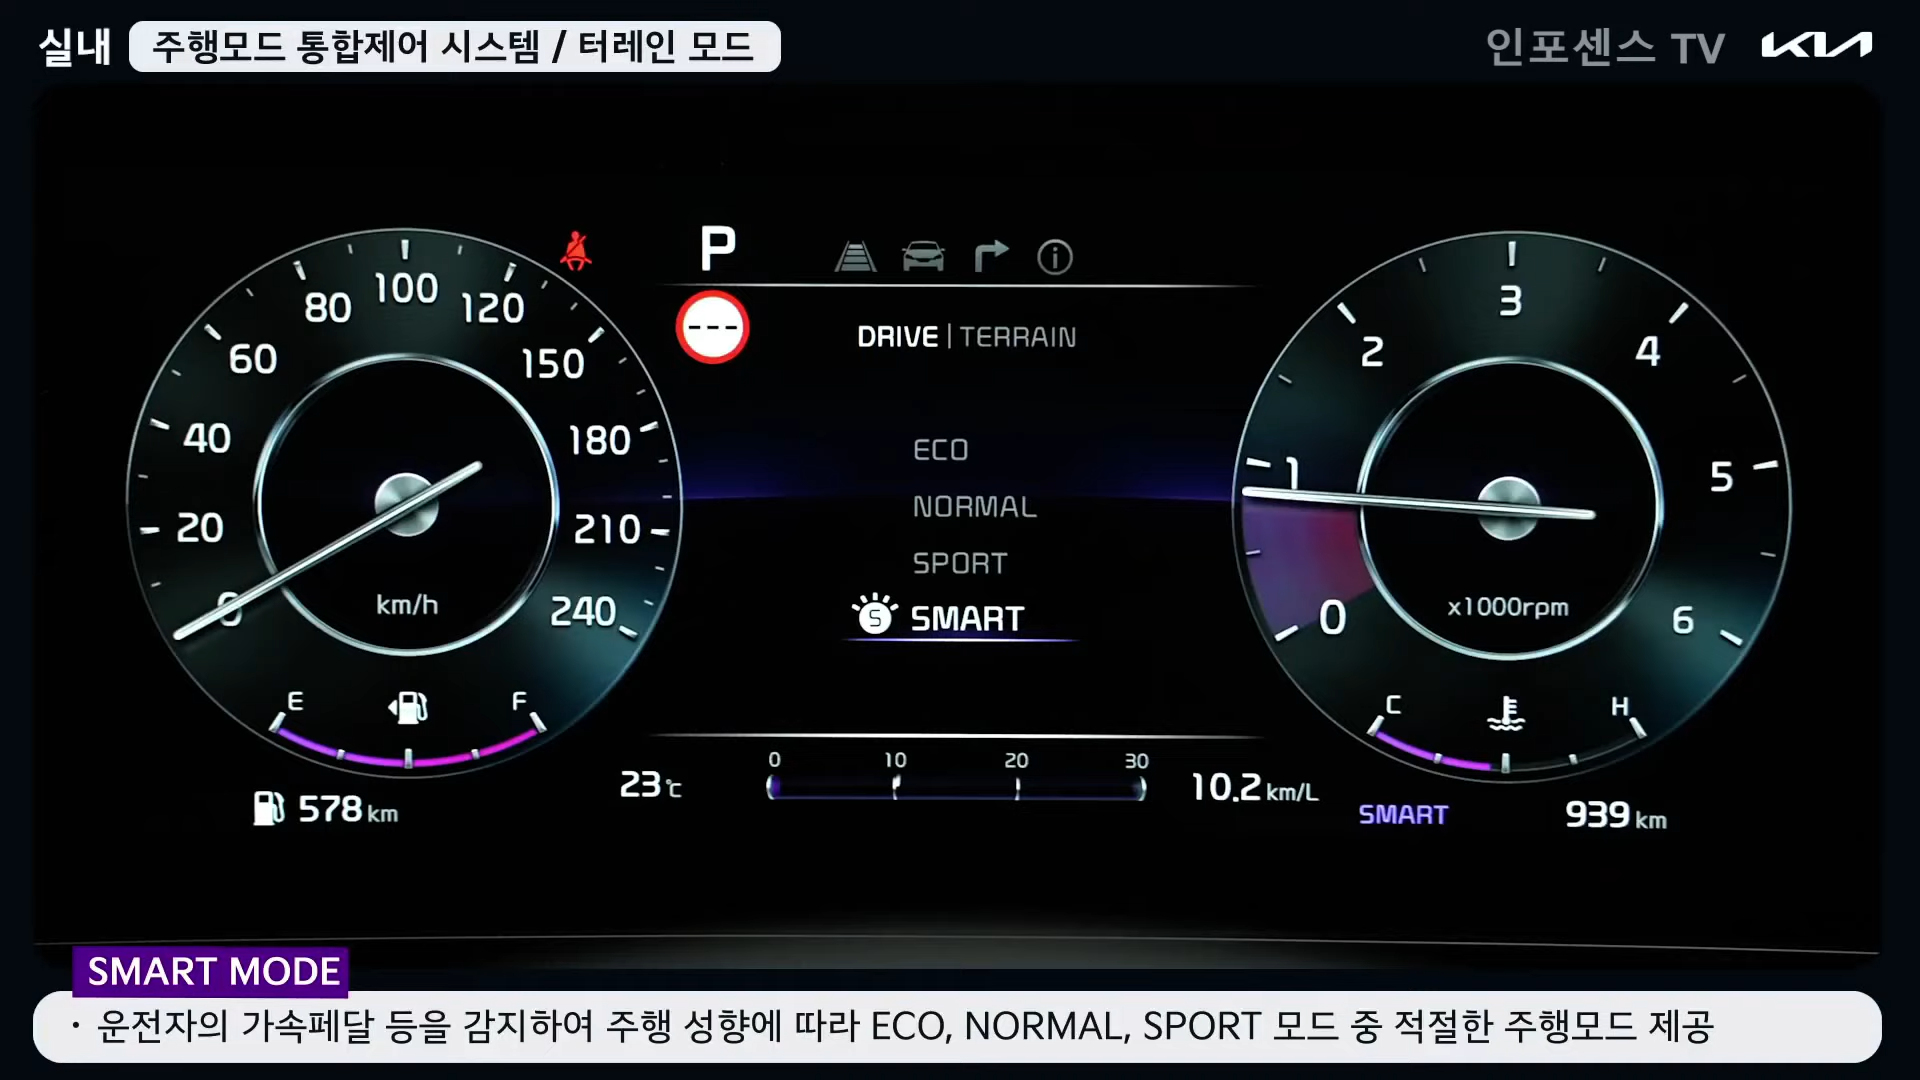 실내 주행모드 통합제어 시스템 / 터레인 모드
인포센스 TV KIA
P
DRIVE | TERRAIN
ECO
NORMAL
SPORT
S SMART
0 20 40 60 80 100 120 150 180 210 240
km/h
E F
578 km
23℃
0 10 20 30
10.2 km/L
0 1 2 3 4 5 6
x1000rpm
C H
SMART
939 km
SMART MODE
· 운전자의 가속페달 등을 감지하여 주행 성향에 따라 ECO, NORMAL, SPORT 모드 중 적절한 주행모드 제공